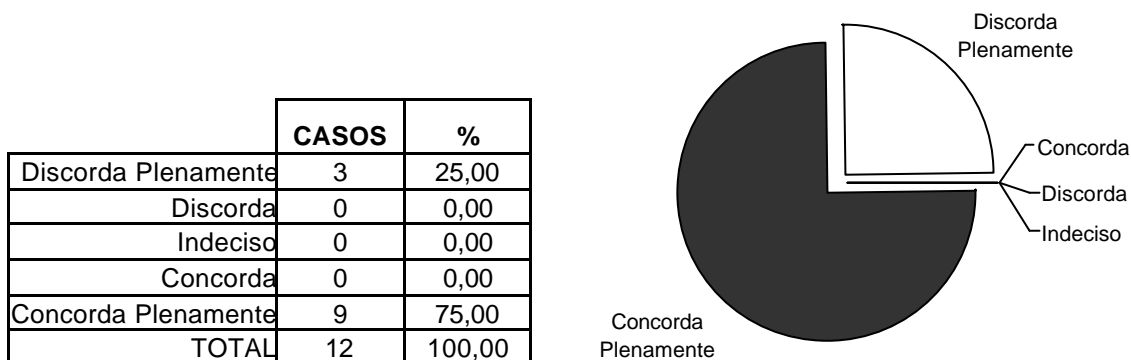 CASOS %
Discorda Plenamente 3 25,00
Discorda 0 0,00
Indeciso 0 0,00
Concorda 0 0,00
Concorda Plenamente 9 75,00
TOTAL 12 100,00
Discorda
Plenamente
Concorda
Discorda
Indeciso
Concorda
Plenamente